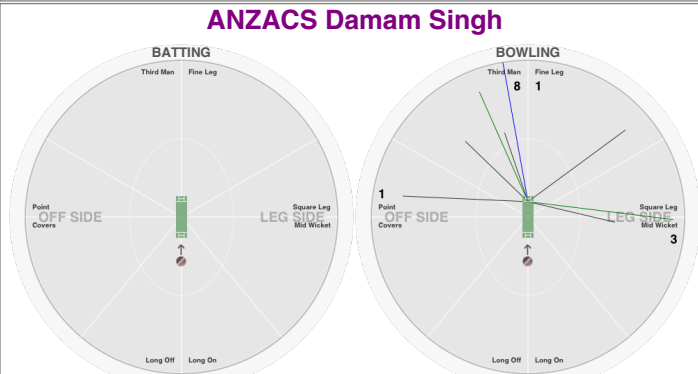 ANZACS Damam Singh
BATTING
Third Man Fine Leg
Point
OFF SIDE
Covers
Square Leg
LEG SIDE
Mid Wicket
Long Off Long On
BOWLING
Third Man Fine Leg
8 1
1
Point
OFF SIDE
Covers
Square Leg
LEG SIDE
Mid Wicket
3
Long Off Long On